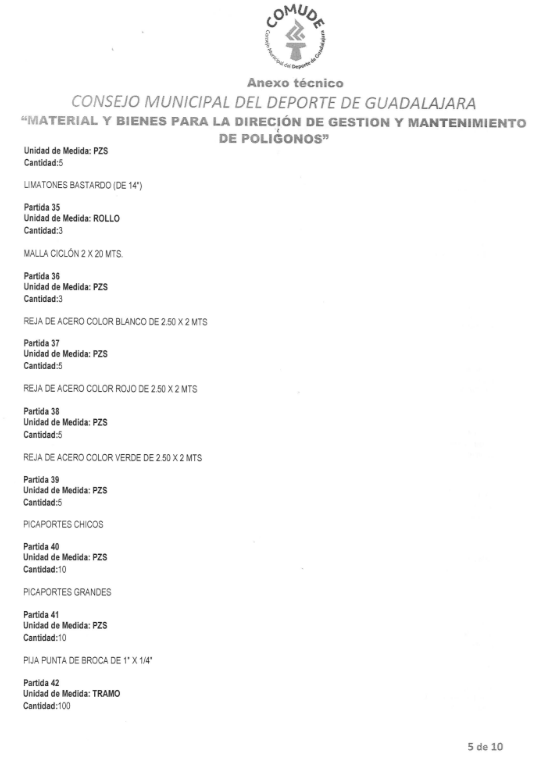 COMUDE
Consejo Municipal del Deporte de Guadalajara
Anexo técnico
CONSEJO MUNICIPAL DEL DEPORTE DE GUADALAJARA
“MATERIAL Y BIENES PARA LA DIRECIÓN DE GESTION Y MANTENIMIENTO
DE POLIGONOS”
Unidad de Medida: PZS
Cantidad:5
LIMATONES BASTARDO (DE 14")
Partida 35
Unidad de Medida: ROLLO
Cantidad:3
MALLA CICLÓN 2 X 20 MTS.
Partida 36
Unidad de Medida: PZS
Cantidad:3
REJA DE ACERO COLOR BLANCO DE 2.50 X 2 MTS
Partida 37
Unidad de Medida: PZS
Cantidad:5
REJA DE ACERO COLOR ROJO DE 2.50 X 2 MTS
Partida 38
Unidad de Medida: PZS
Cantidad:5
REJA DE ACERO COLOR VERDE DE 2.50 X 2 MTS
Partida 39
Unidad de Medida: PZS
Cantidad:5
PICAPORTES CHICOS
Partida 40
Unidad de Medida: PZS
Cantidad:10
PICAPORTES GRANDES
Partida 41
Unidad de Medida: PZS
Cantidad:10
PIJA PUNTA DE BROCA DE 1" X 1/4"
Partida 42
Unidad de Medida: TRAMO
Cantidad:100
5 de 10